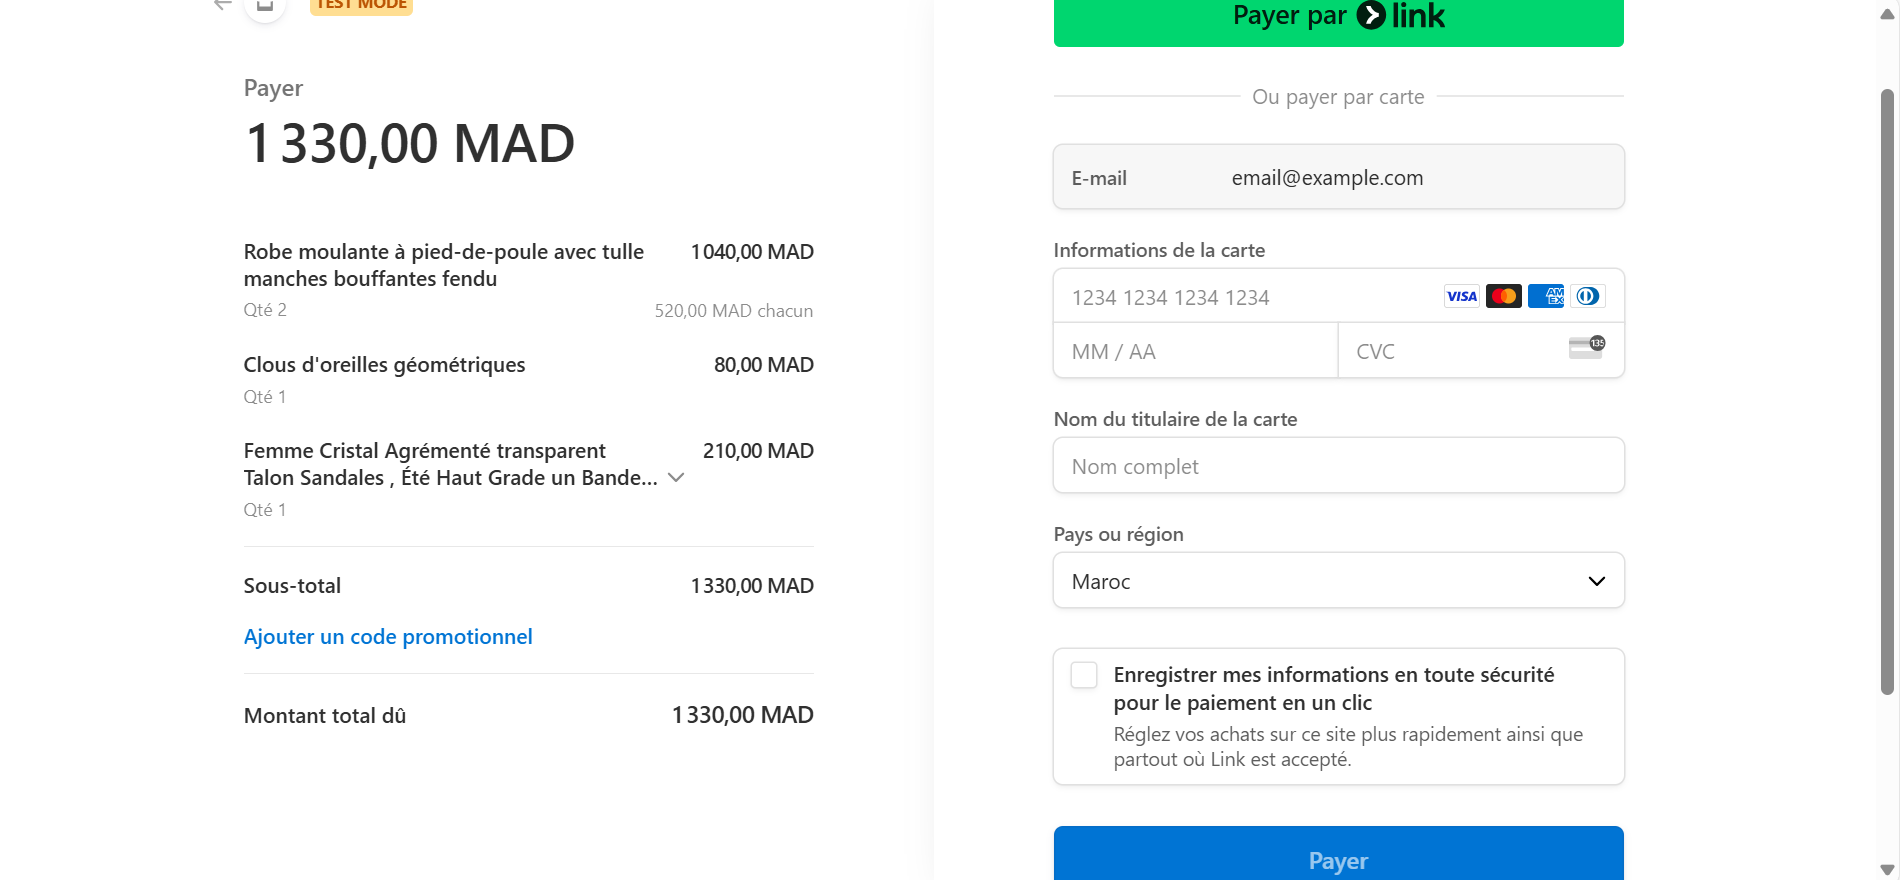 TEST MODE
Payer
1 330,00 MAD
Robe moulante à pied-de-poule avec tulle 1 040,00 MAD
manches bouffantes fendu
Qté 2 520,00 MAD chacun
Clous d'oreilles géométriques 80,00 MAD
Qté 1
Femme Cristal Agrémenté transparent 210,00 MAD
Talon Sandales , Été Haut Grade un Bande...
Qté 1
Sous-total 1 330,00 MAD
Ajouter un code promotionnel
Montant total dû 1 330,00 MAD
Payer par link
Ou payer par carte
E-mail email@example.com
Informations de la carte
1234 1234 1234 1234 VISA AM EX
MM / AA CVC 135
Nom du titulaire de la carte
Nom complet
Pays ou région
Maroc
Enregistrer mes informations en toute sécurité
pour le paiement en un clic
Réglez vos achats sur ce site plus rapidement ainsi que
partout où Link est accepté.
Payer